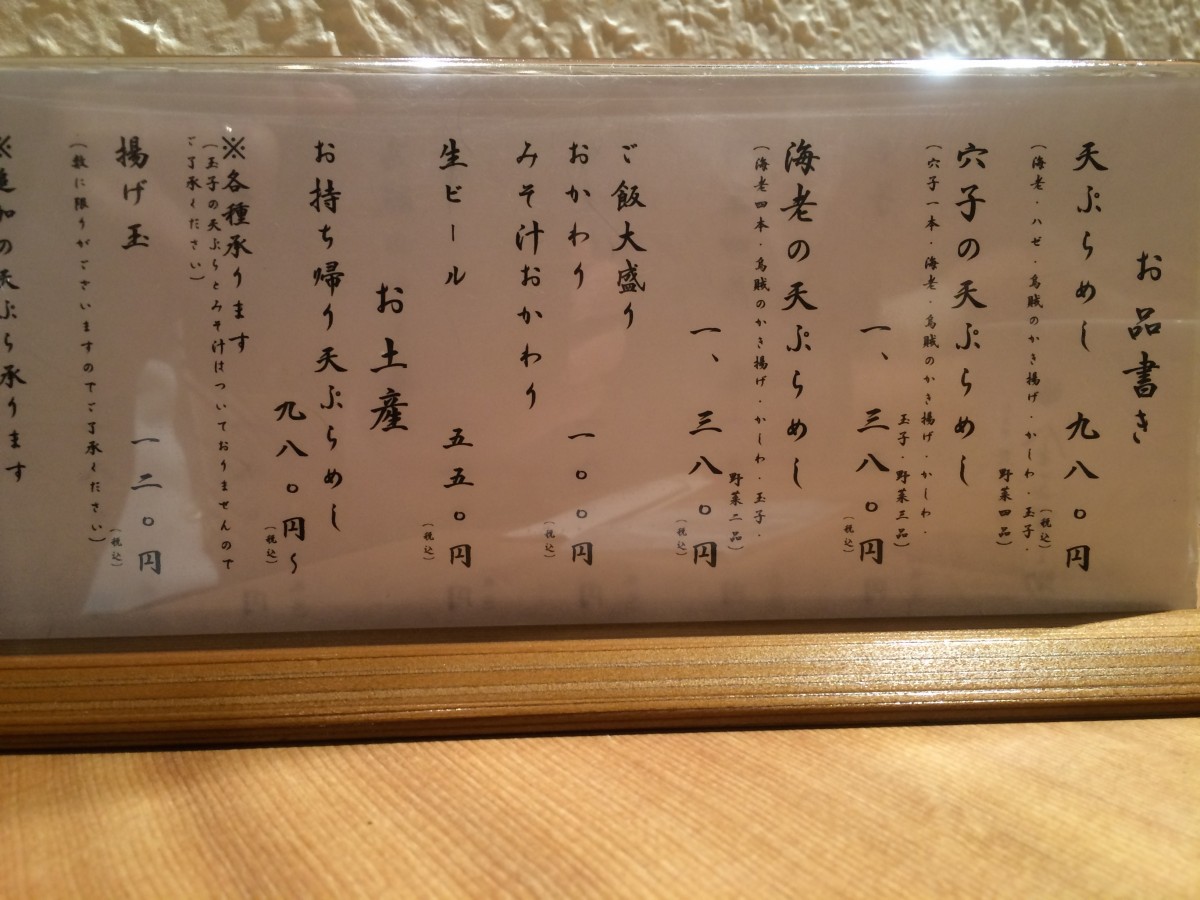 お品書き
天ぷらめし 九八〇円
(税込)
(海老・ハゼ・烏賊のかき揚げ・かしわ・玉子・
野菜四品)
穴子の天ぷらめし
(穴子一本・海老・烏賊のかき揚げ・かしわ・
玉子・野菜三品)
一、三八〇円
(税込)
海老の天ぷらめし
(海老四本・烏賊のかき揚げ・かしわ・玉子・
野菜二品)
一、三八〇円
(税込)
ご飯大盛り
おかわり 一〇〇円
(税込)
みそ汁おかわり
生ビール 五五〇円
(税込)
お土産
お持ち帰り天ぷらめし
九八〇円〜
(税込)
※各種承ります
(玉子の天ぷらとみそ汁はついておりませんので
ご了承ください)
揚げ玉 一二〇円
(税込)
(数に限りがございますのでご了承ください)
※追加の天ぷら承ります